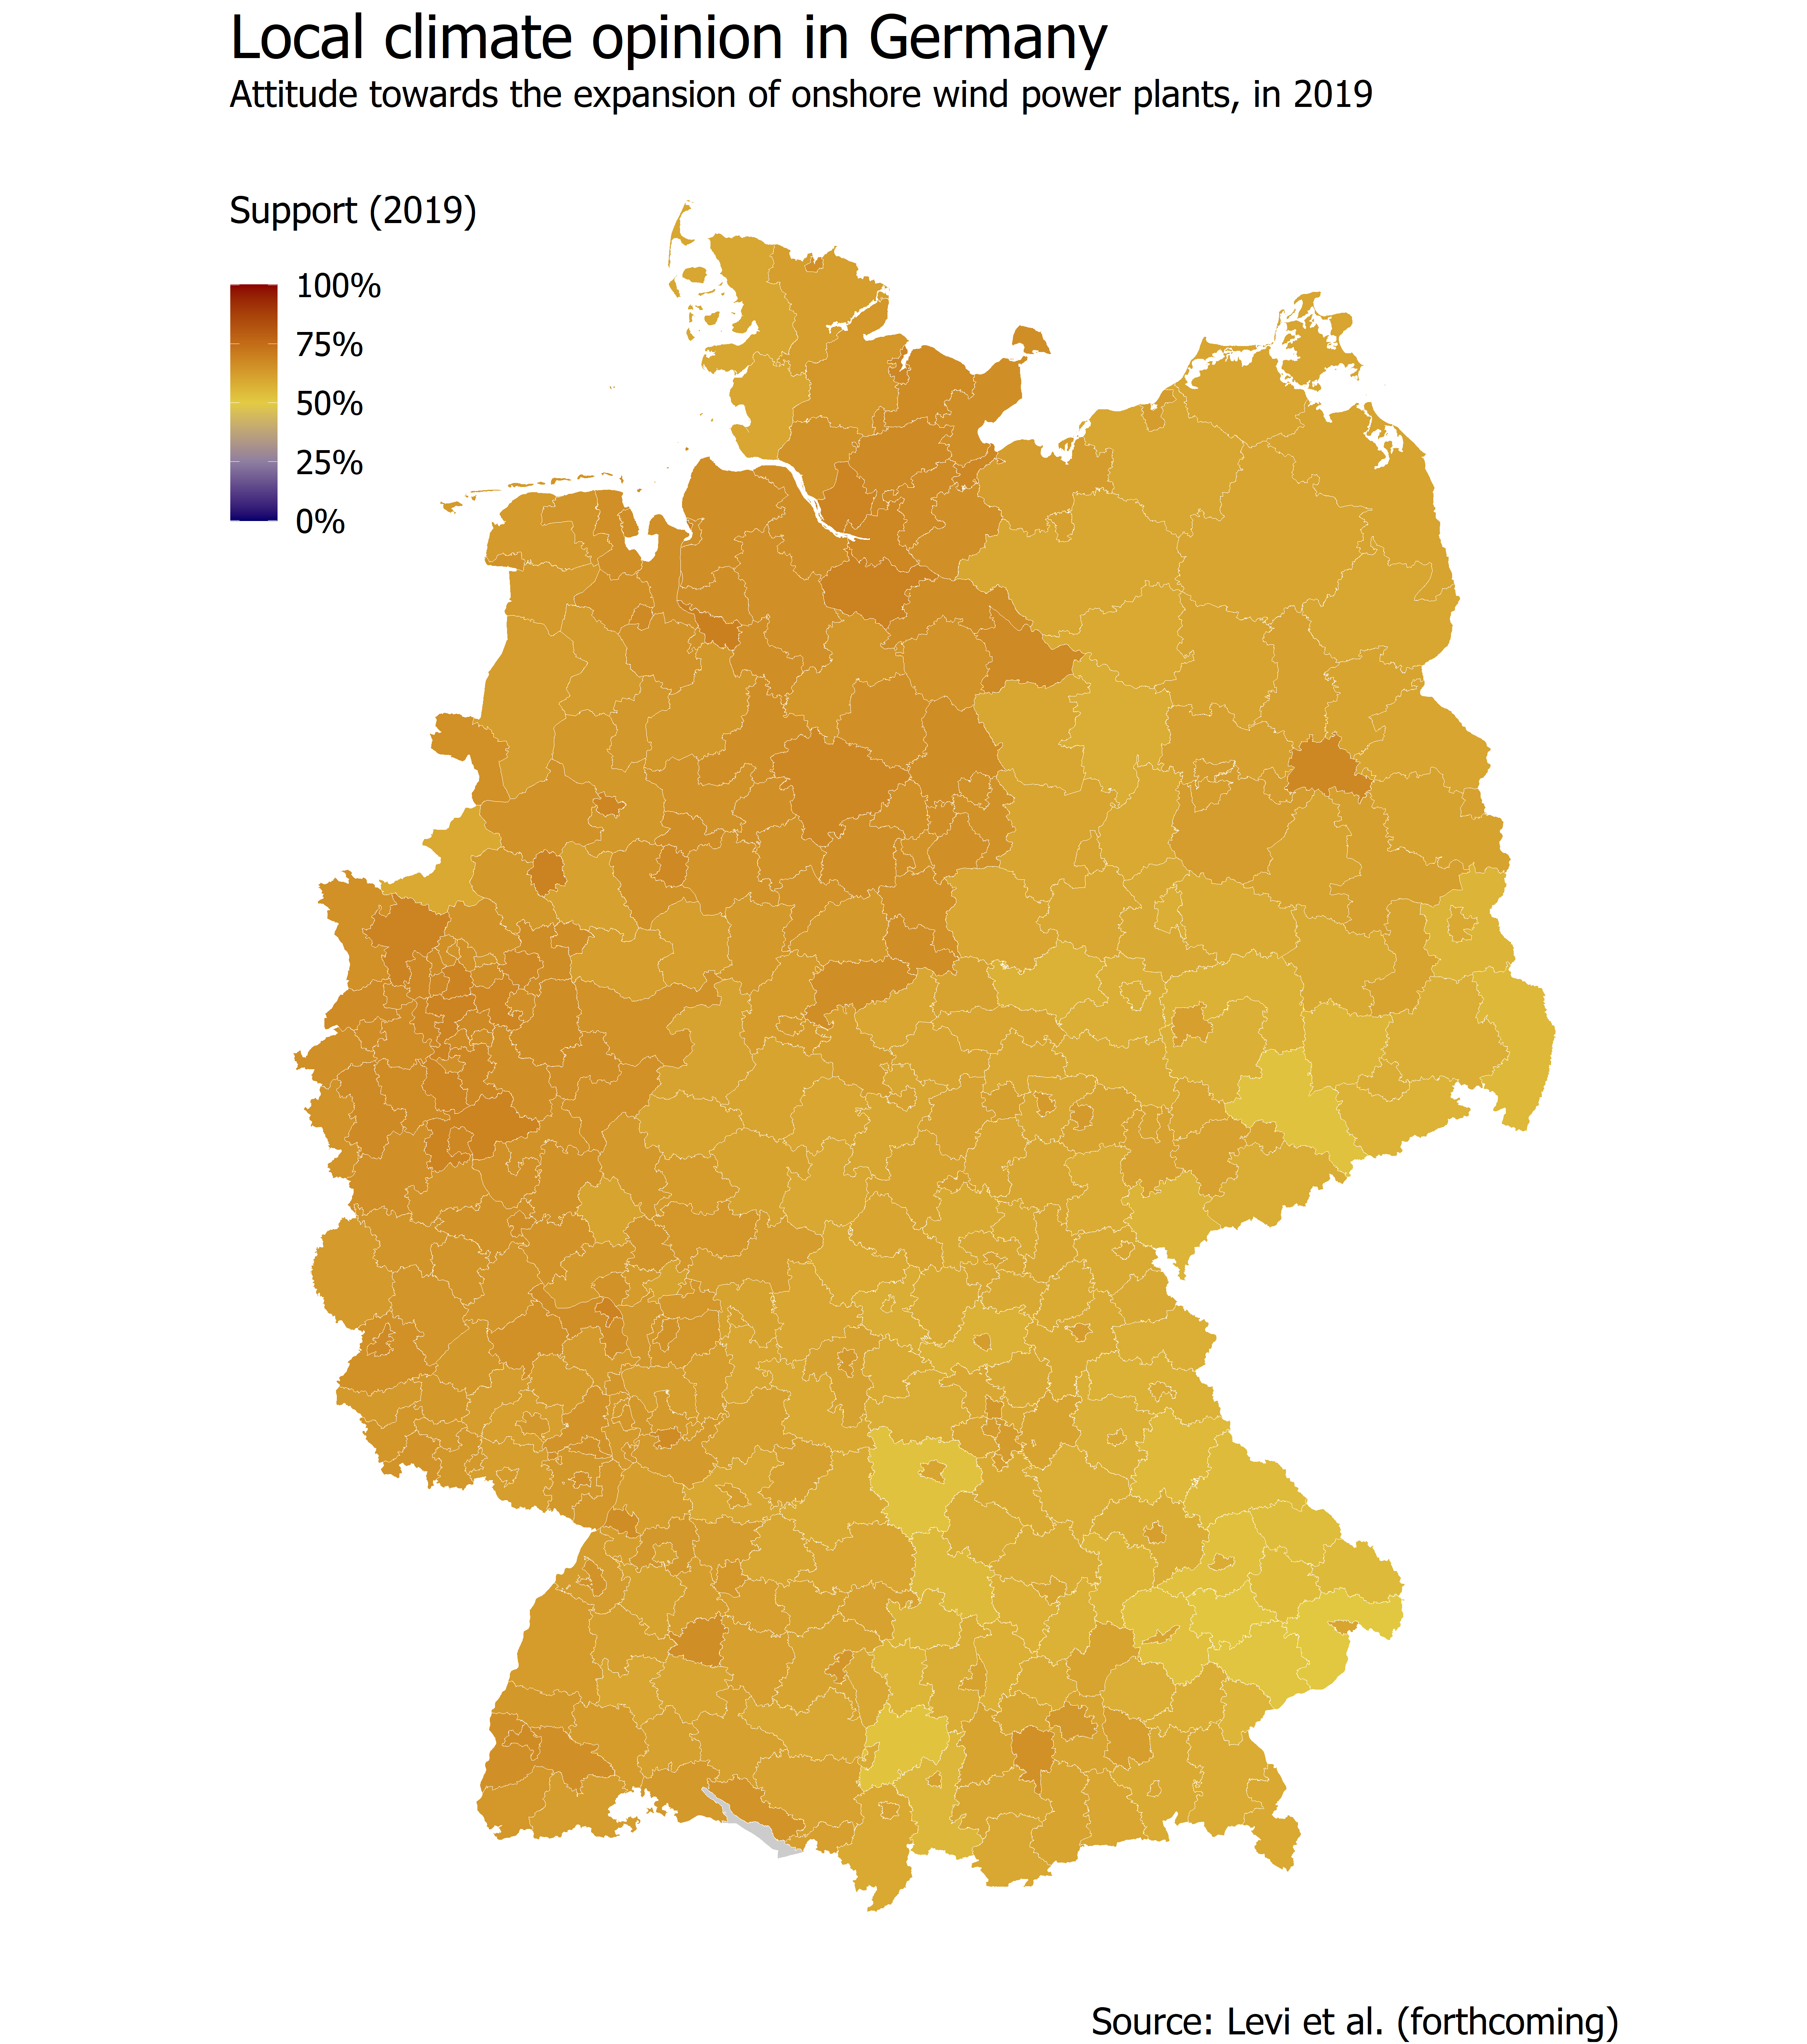 Local climate opinion in Germany
Attitude towards the expansion of onshore wind power plants, in 2019
Support (2019)
100%
75%
50%
25%
0%
Source: Levi et al. (forthcoming)